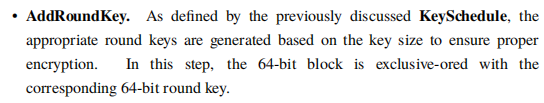 • AddRoundKey. As defined by the previously discussed KeySchedule, the
appropriate round keys are generated based on the key size to ensure proper
encryption. In this step, the 64-bit block is exclusive-ored with the
corresponding 64-bit round key.